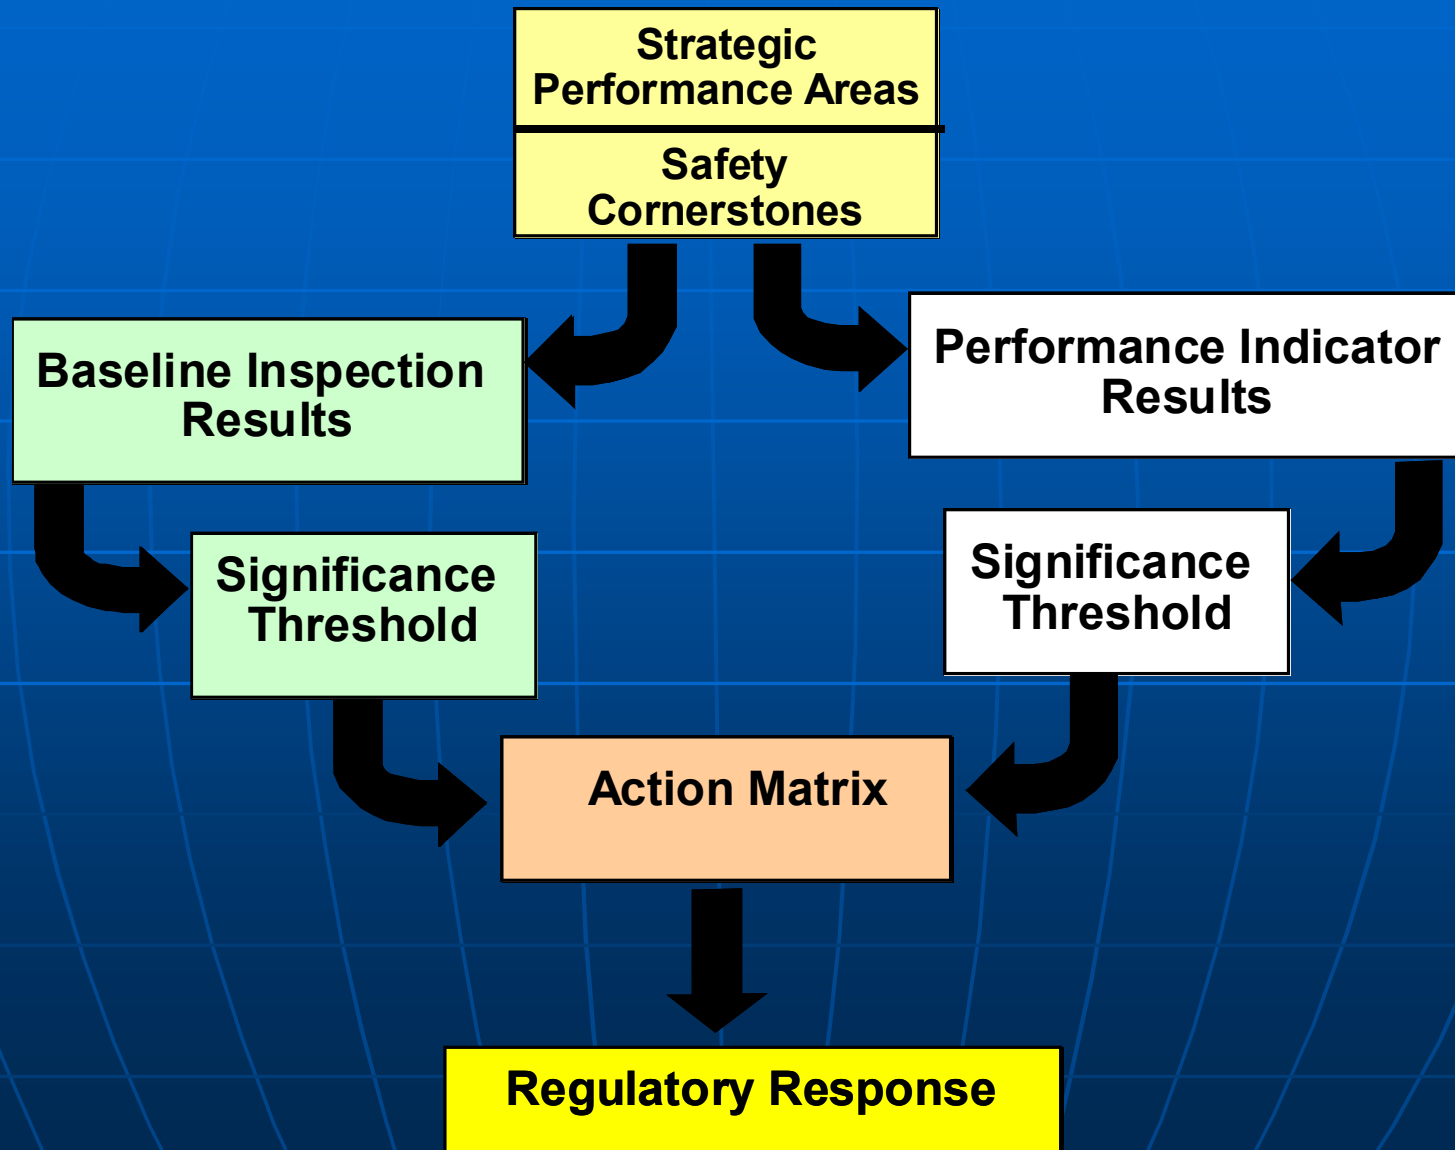 Strategic
Performance Areas
Safety
Cornerstones
Baseline Inspection
Results
Performance Indicator
Results
Significance
Threshold
Significance
Threshold
Action Matrix
Regulatory Response